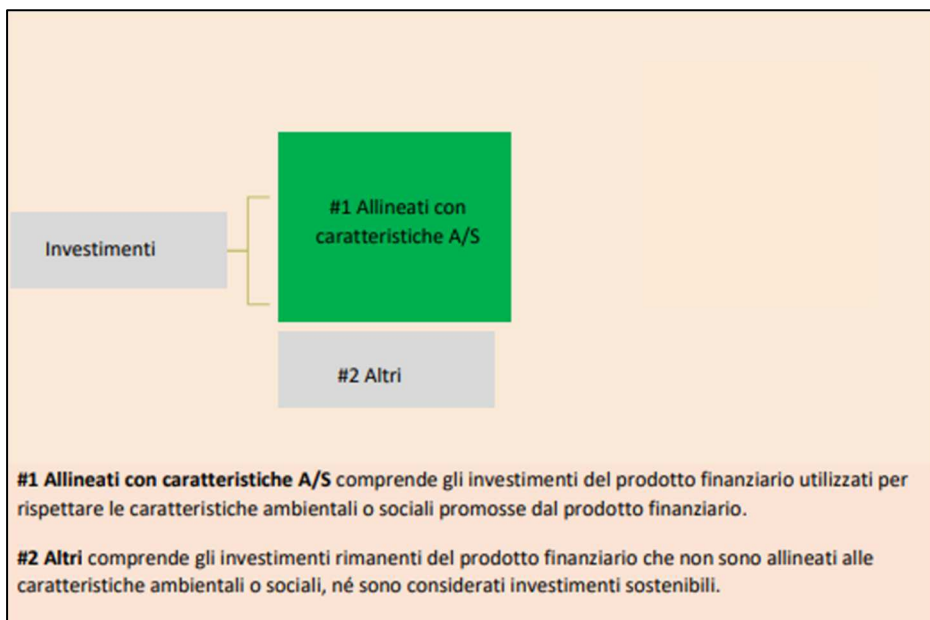 #1 Allineati con
caratteristiche A/S
Investimenti
#2 Altri
#1 Allineati con caratteristiche A/S comprende gli investimenti del prodotto finanziario utilizzati per
rispettare le caratteristiche ambientali o sociali promosse dal prodotto finanziario.
#2 Altri comprende gli investimenti rimanenti del prodotto finanziario che non sono allineati alle
caratteristiche ambientali o sociali, né sono considerati investimenti sostenibili.